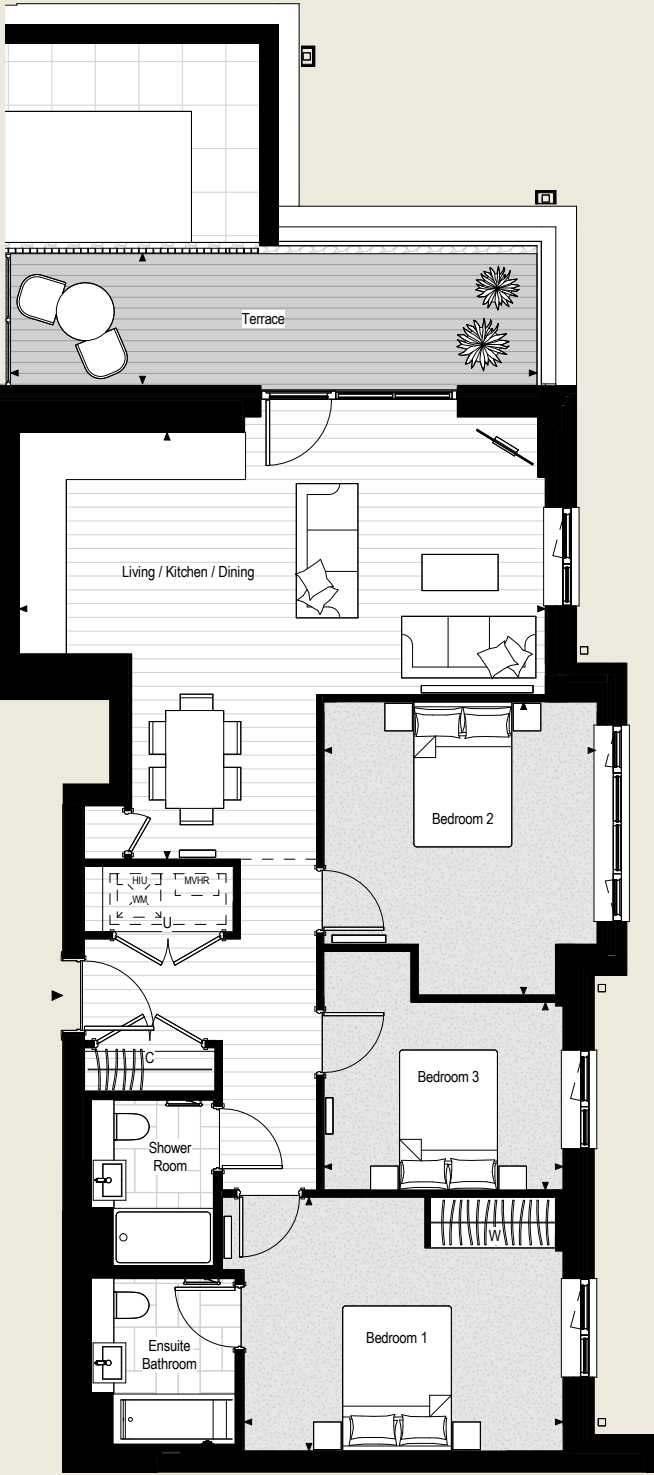 Terrace
Living / Kitchen / Dining
Bedroom 2
HIU
MVHR
WM
U
C
Bedroom 3
Shower
Room
W
Bedroom 1
Ensuite
Bathroom